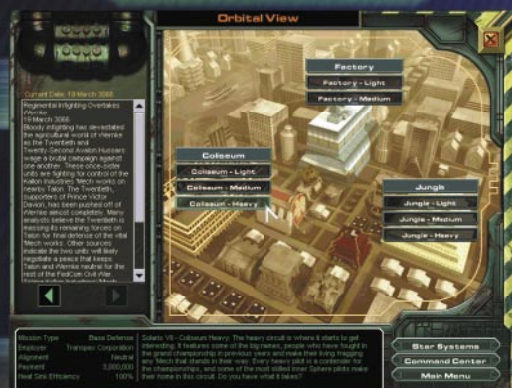 Orbital View
Current Date: 19 March 3066
Regimental Infighting Overtakes
Wernke
19 March 3066
Bloody infighting has devastated
the agricultural world of Wernke
as the Twentieth and
Twenty-Second Avalon Hussars
wage a brutal campaign against
one another. These once-sister
units are fighting for control of the
Kallon Industries 'Mech works on
nearby Talon. The Twentieth,
supporters of Prince Victor
Davion, has been pushed off of
Wernke almost completely. Many
analysts believe the Twentieth is
massing its remaining forces on
Talon for final defense of the vital
'Mech works. Other sources
indicate the two units will likely
negotiate a peace that keeps
Talon and Wernke neutral for the
rest of the FedCom Civil War.
Factory
Factory - Light
Factory - Medium
Coliseum
Coliseum - Light
Coliseum - Medium
Coliseum - Heavy
Jungle
Jungle - Light
Jungle - Medium
Jungle - Heavy
Mission Type Base Defense
Employer Transpex Corporation
Alignment Neutral
Payment 3,000,000
Heat Sink Efficiency 100%
Solaris VII - Coliseum Heavy: The heavy circuit is where it starts to get
interesting. It features some of the big names, people who have fought in
the grand championship in previous years and make their living fragging
any 'Mech that stands in their way. Every heavy pilot is a contender for
the championships, and some of the most skilled Inner Sphere pilots make
their home in this circuit. Do you have what it takes?
Star Systems
Command Center
Main Menu